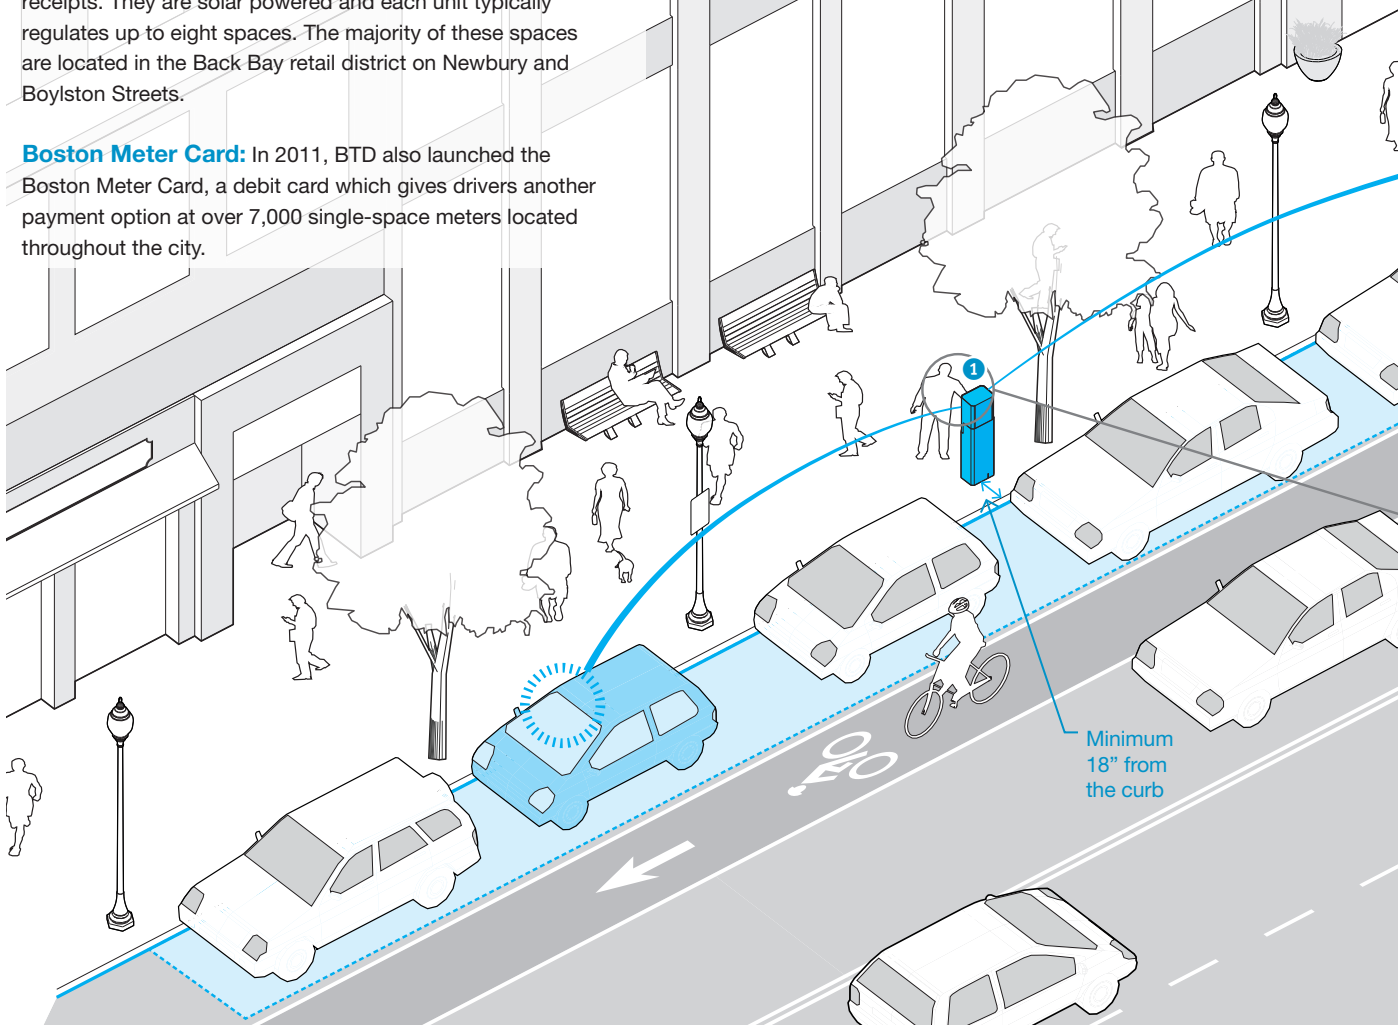 receipts. They are solar powered and each unit typically
regulates up to eight spaces. The majority of these spaces
are located in the Back Bay retail district on Newbury and
Boylston Streets.
Boston Meter Card: In 2011, BTD also launched the
Boston Meter Card, a debit card which gives drivers another
payment option at over 7,000 single-space meters located
throughout the city.
1
Minimum
18” from
the curb